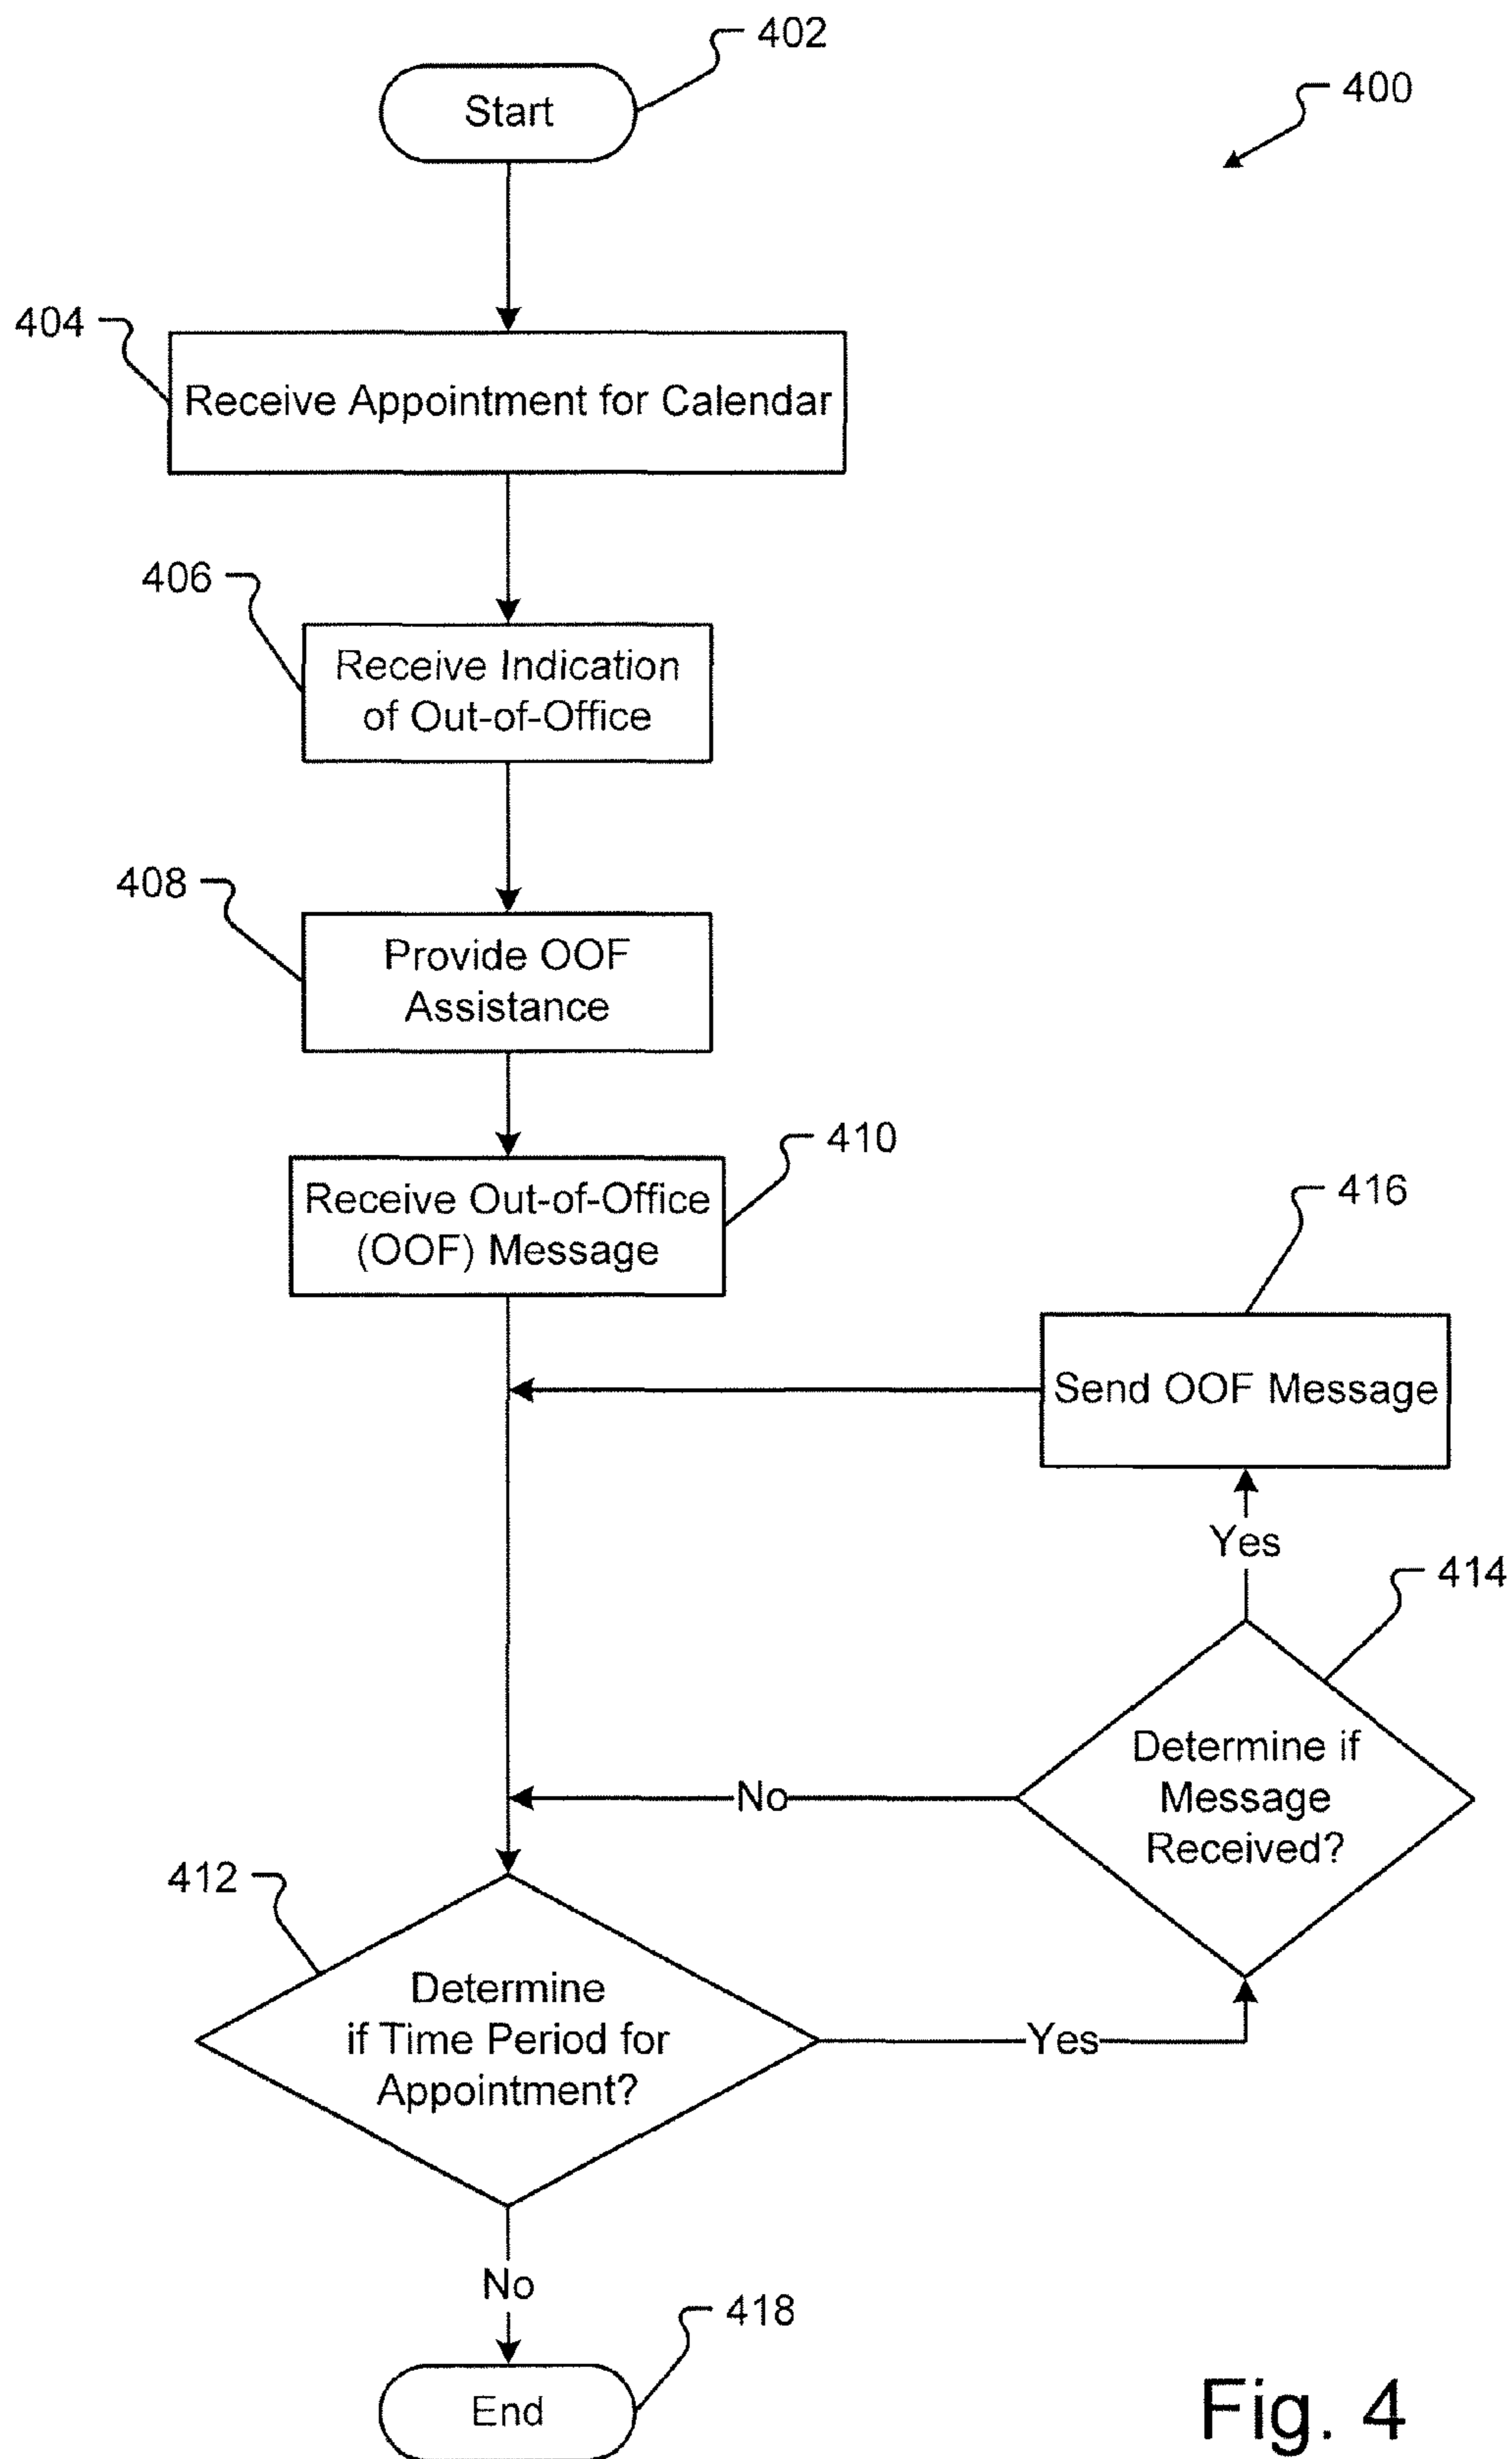 402
Start
400
404
Receive Appointment for Calendar
406
Receive Indication
of Out-of-Office
408
Provide OOF
Assistance
410
Receive Out-of-Office
(OOF) Message
416
Send OOF Message
Yes
414
Determine if
Message
Received?
No
412
Determine
if Time Period for
Appointment?
Yes
No
418
End
Fig. 4